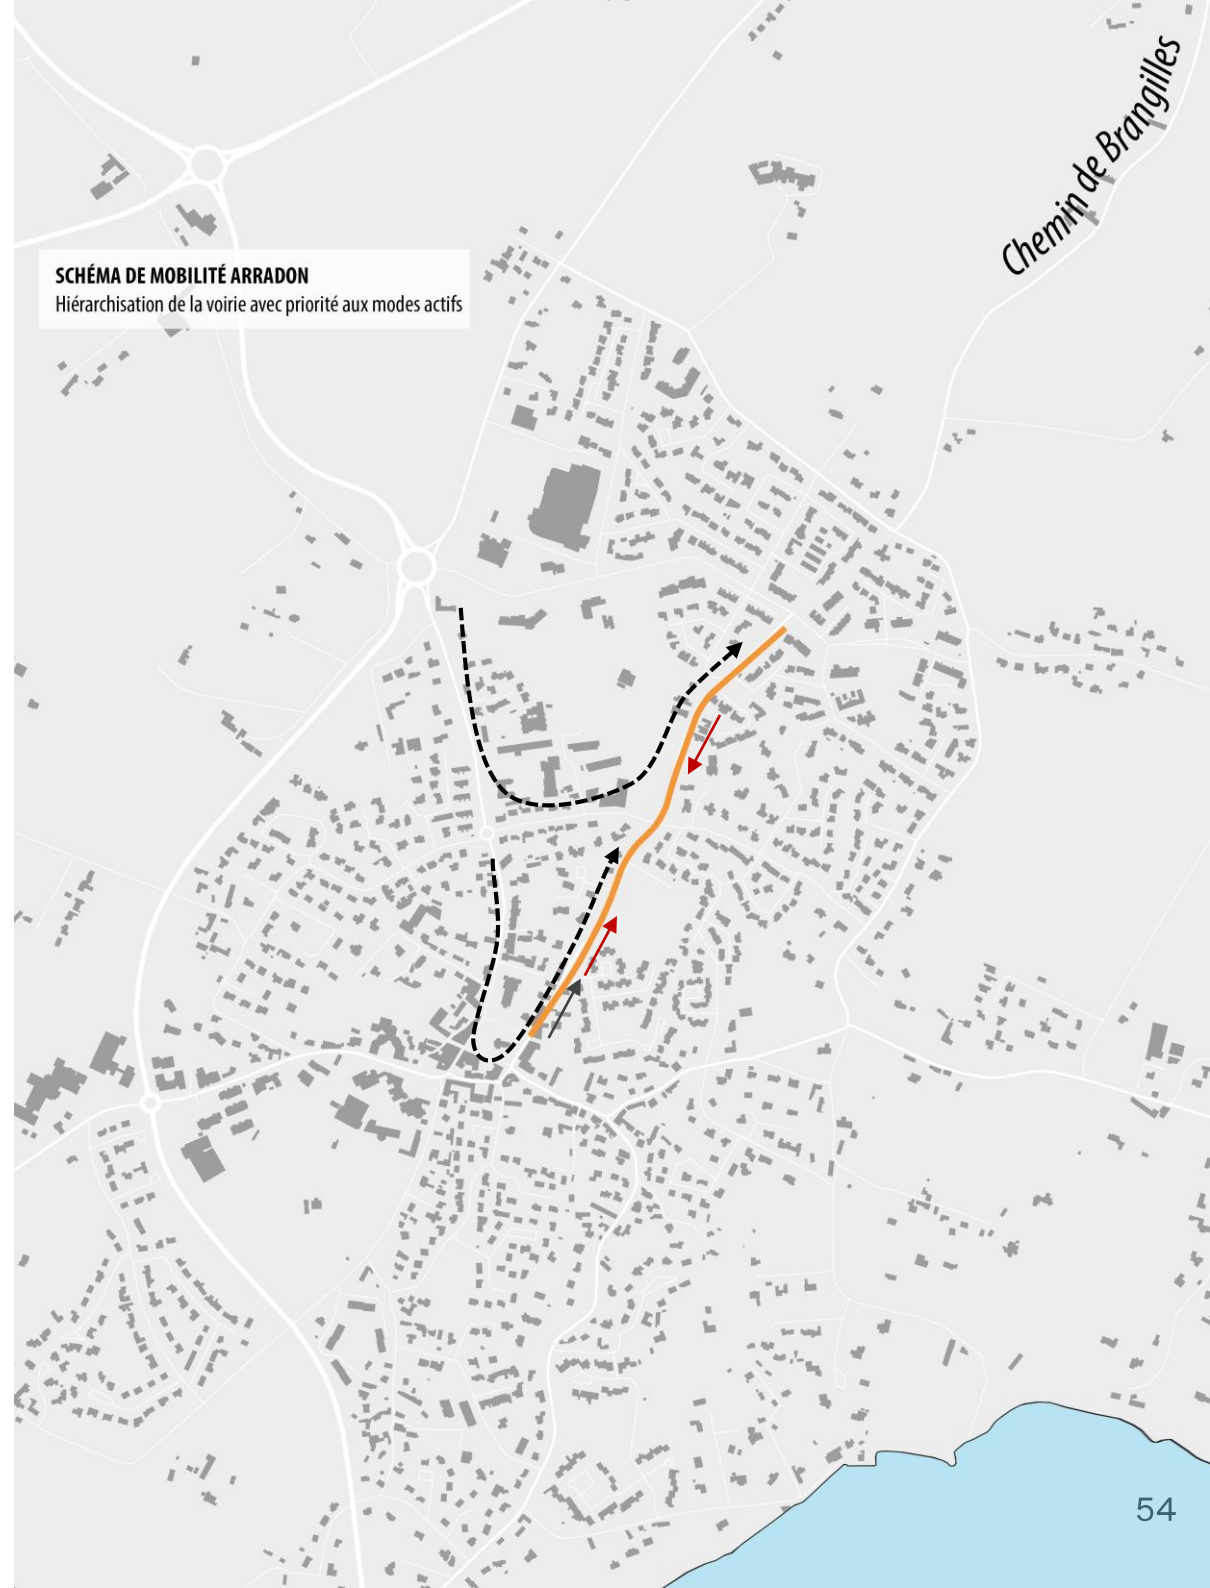 Chemin de Brangilles
SCHÉMA DE MOBILITÉ ARRADON
Hiérarchisation de la voirie avec priorité aux modes actifs
54